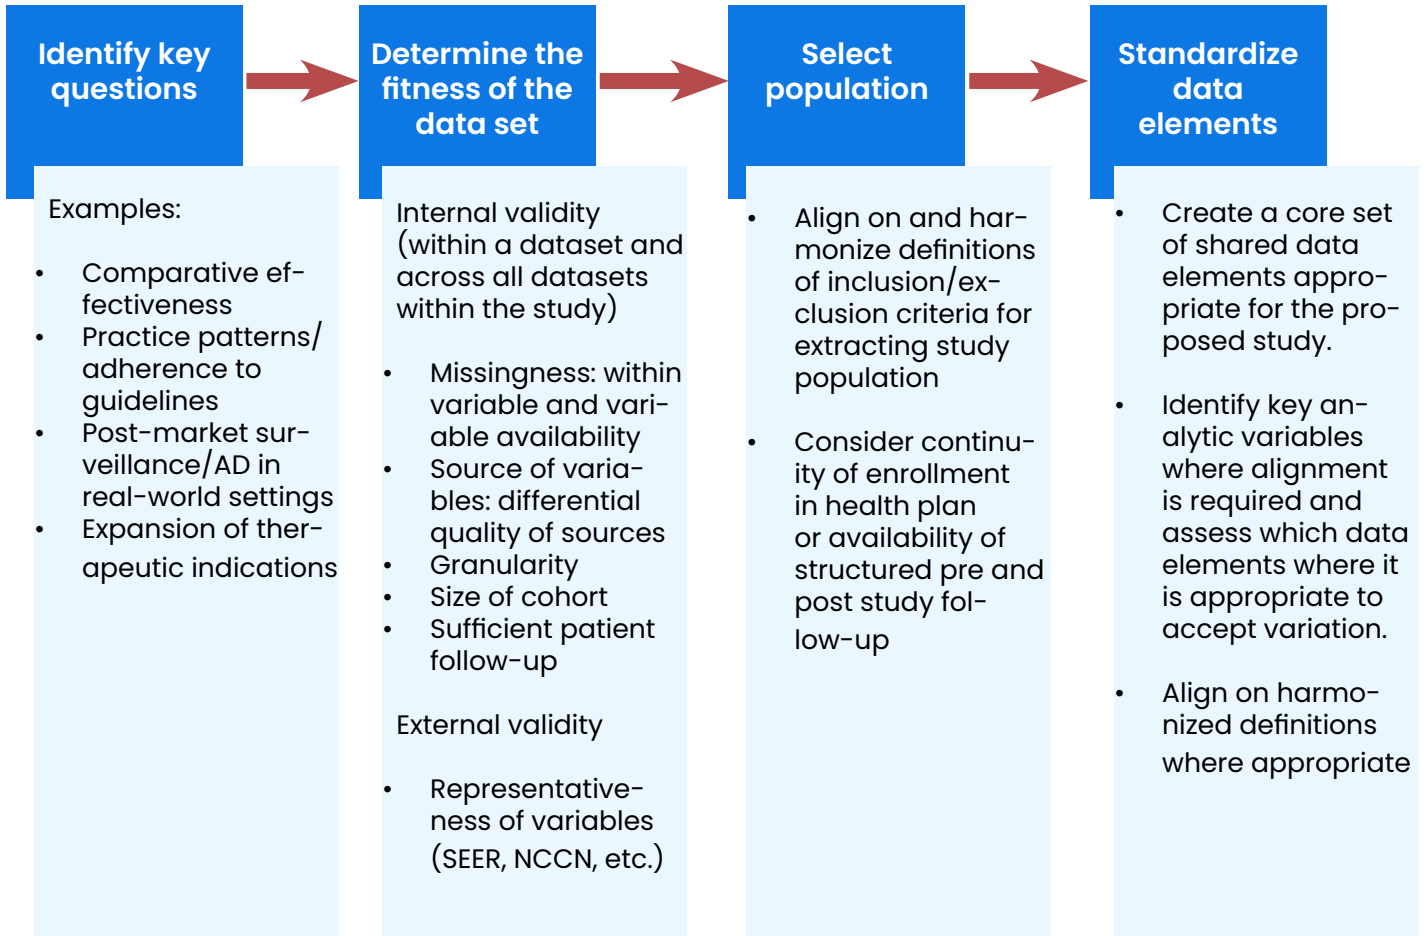 Identify key
questions
Examples:
• Comparative ef-
fectiveness
• Practice patterns/
adherence to
guidelines
• Post-market sur-
veillance/AD in
real-world settings
• Expansion of ther-
apeutic indications
Determine the
fitness of the
data set
Internal validity
(within a dataset and
across all datasets
within the study)
• Missingness: within
variable and vari-
able availability
• Source of varia-
bles: differential
quality of sources
• Granularity
• Size of cohort
• Sufficient patient
follow-up
External validity
• Representative-
ness of variables
(SEER, NCCN, etc.)
Select
population
• Align on and har-
monize definitions
of inclusion/ex-
clusion criteria for
extracting study
population
• Consider continu-
ity of enrollment
in health plan
or availability of
structured pre and
post study fol-
low-up
Standardize
data
elements
• Create a core set
of shared data
elements appro-
priate for the pro-
posed study.
• Identify key an-
alytic variables
where alignment
is required and
assess which data
elements where it
is appropriate to
accept variation.
• Align on harmo-
nized definitions
where appropriate